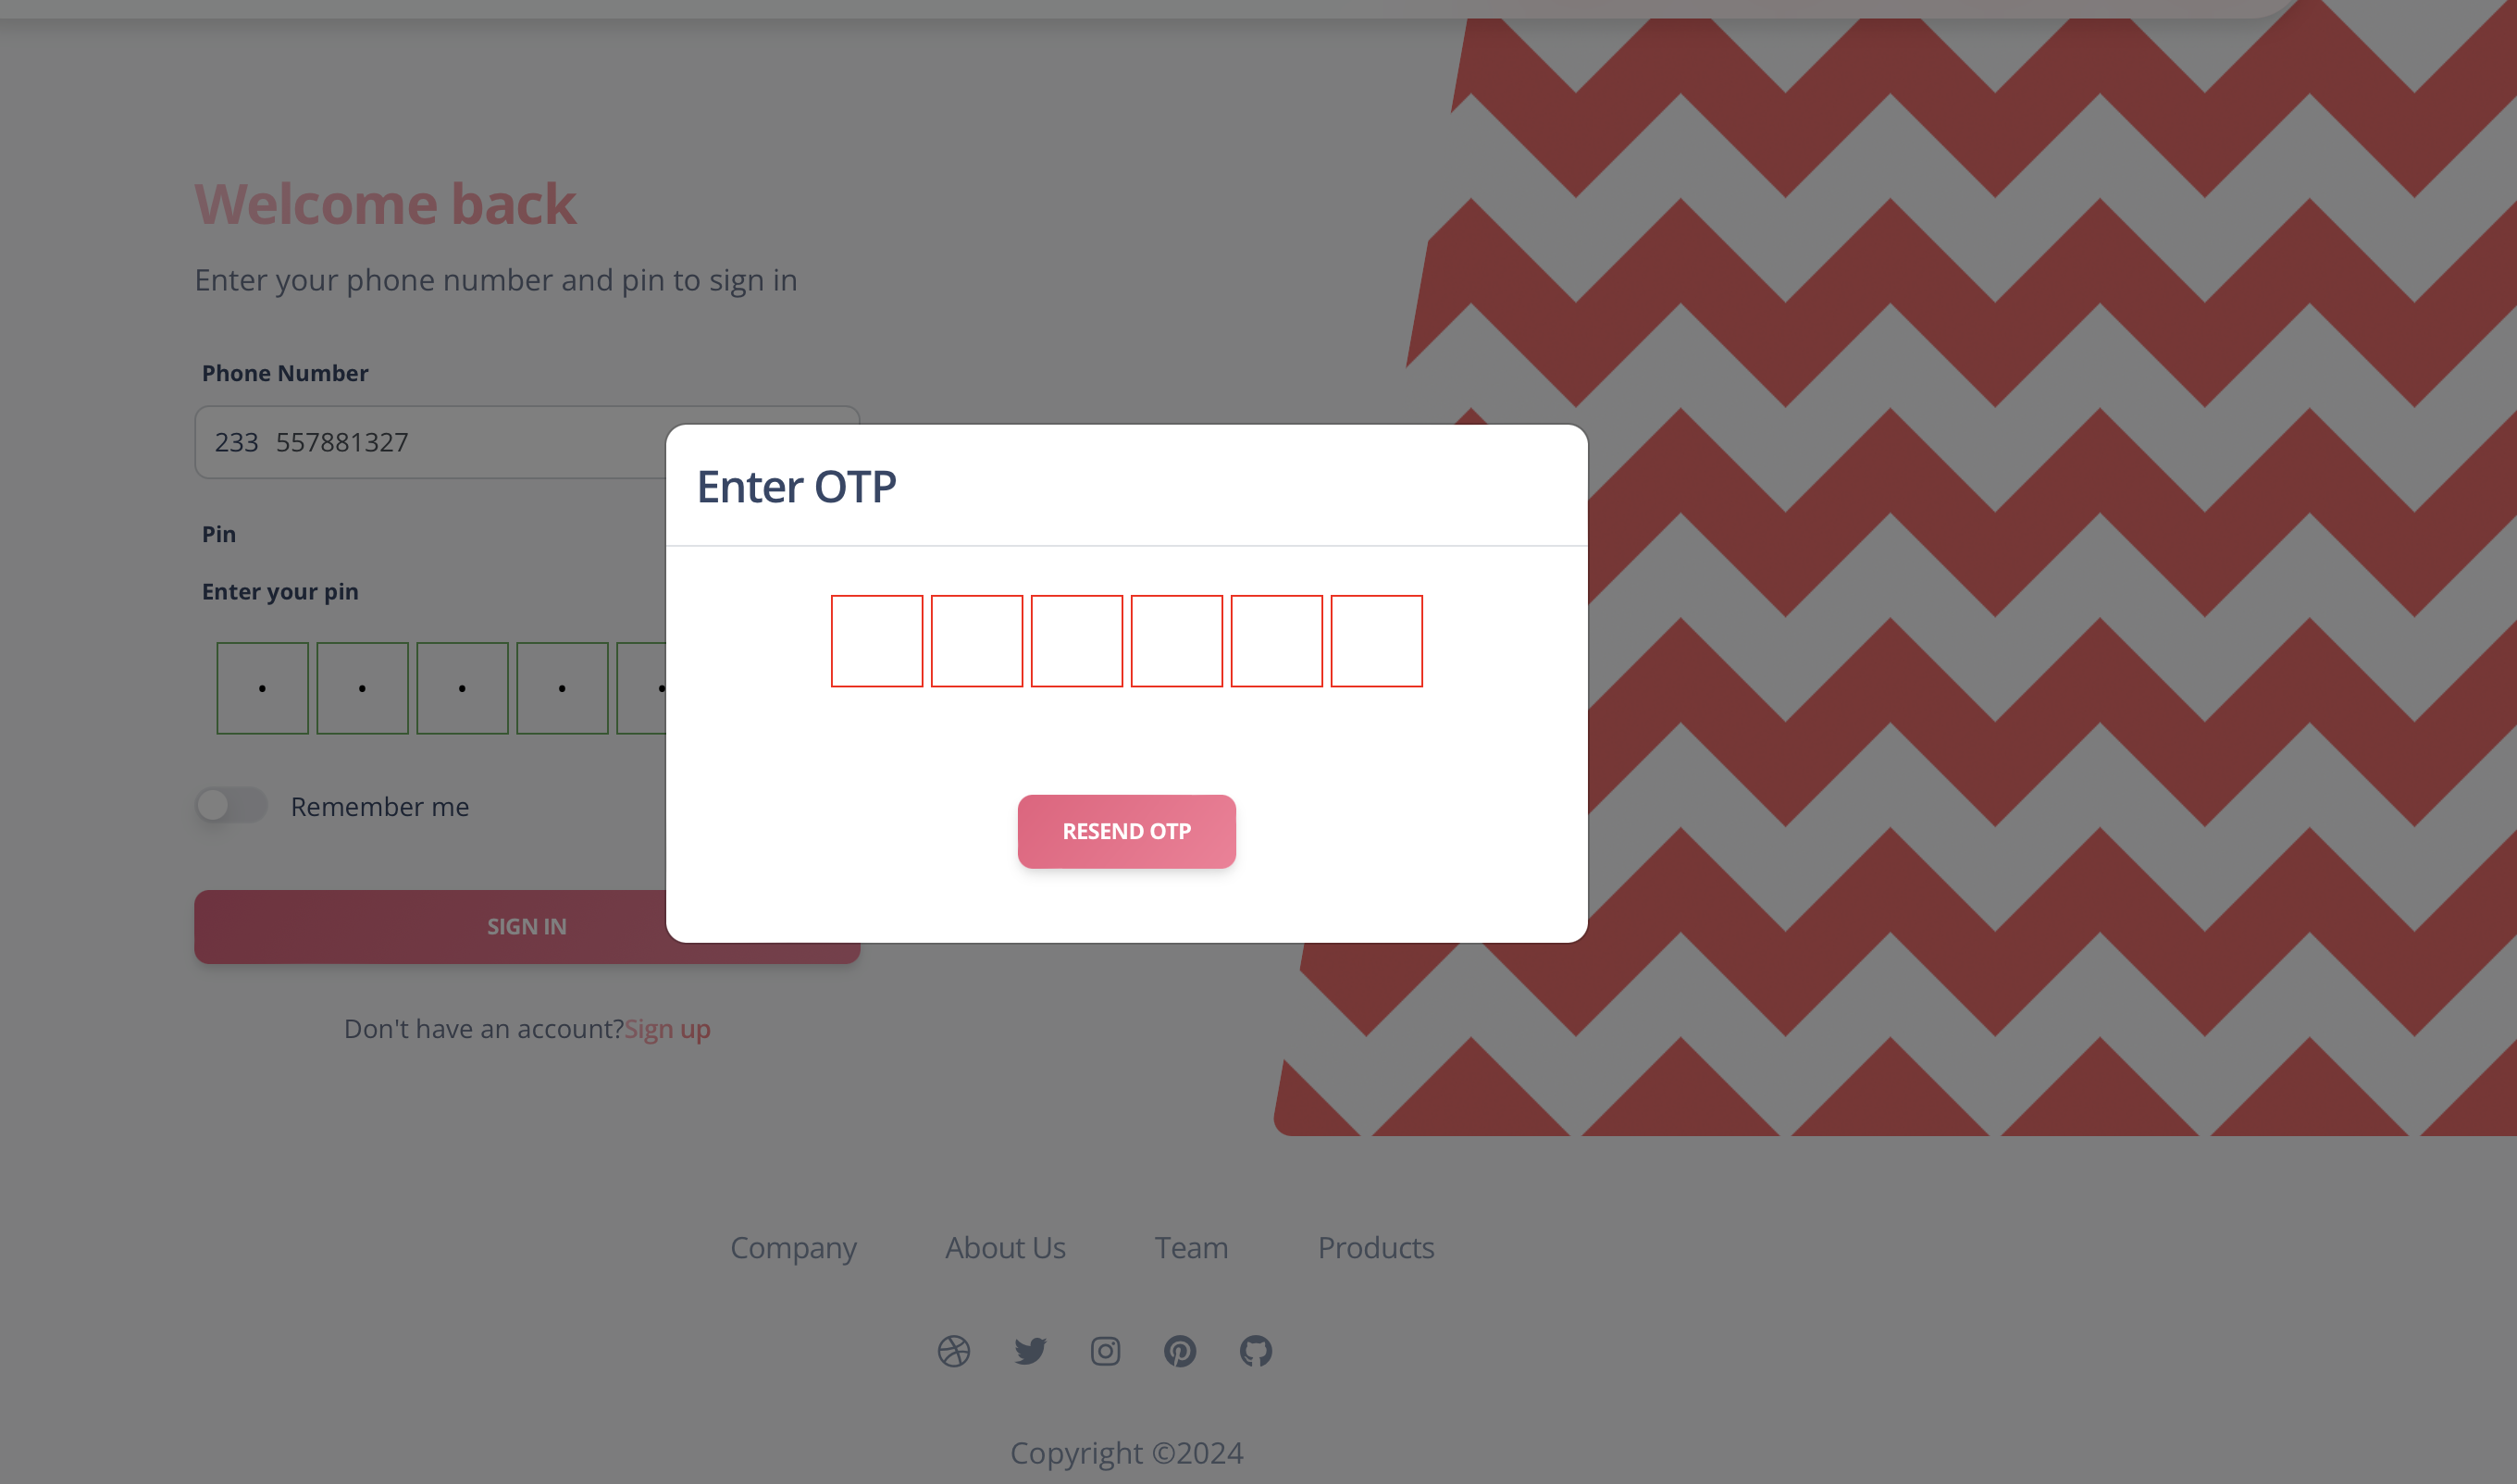 Welcome back
Enter your phone number and pin to sign in
Phone Number
233 557881327
Pin
Enter your pin
Remember me
SIGN IN
Don't have an account?Sign up
Enter OTP
RESEND OTP
Company About Us Team Products
Copyright ©2024